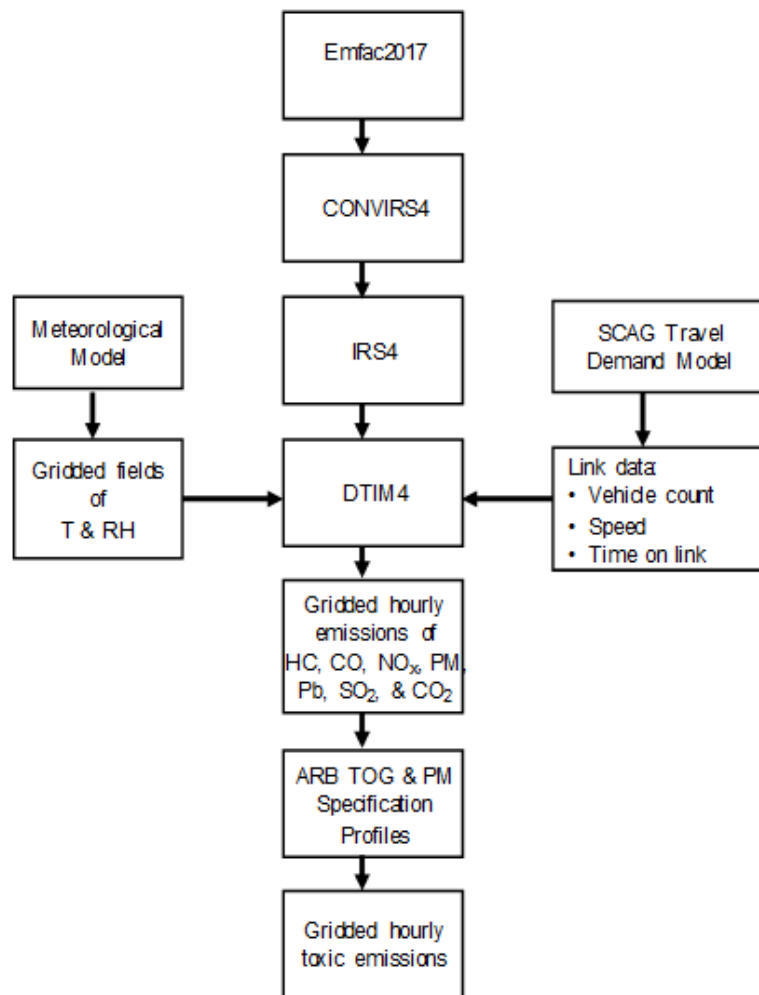 Emfac2017
CONVIRS4
Meteorological
Model
IRS4
SCAG Travel
Demand Model
Gridded fields
of
T & RH
DTIM4
Link data:
• Vehicle count
• Speed
• Time on link
Gridded hourly
emissions of
HC, CO, NOₓ, PM,
Pb, SO₂, & CO₂
ARB TOG & PM
Specification
Profiles
Gridded hourly
toxic emissions